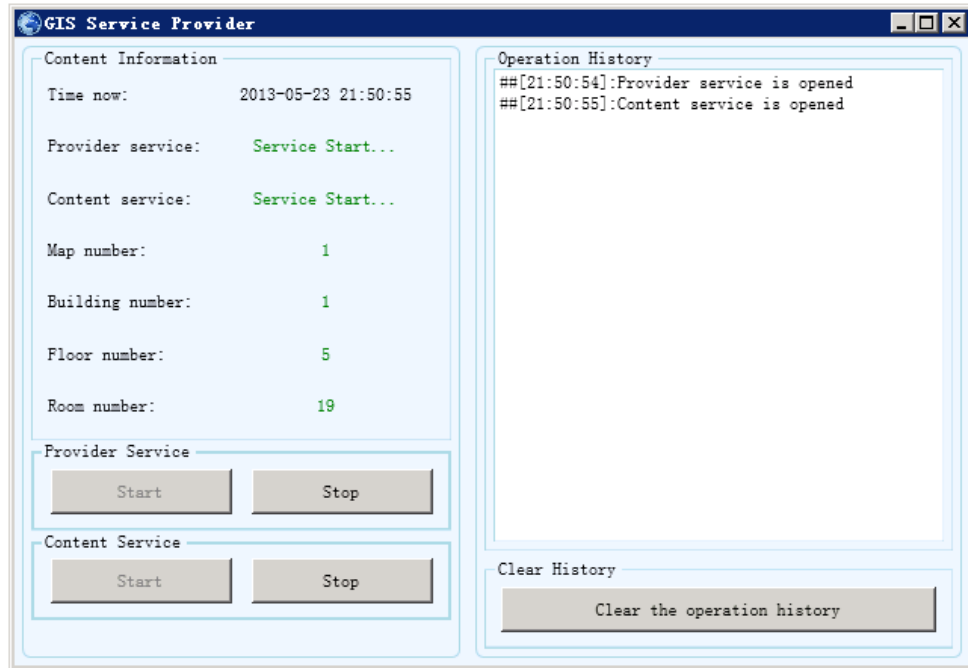 GIS Service Provider
Content Information
Time now: 2013-05-23 21:50:55
Provider service: Service Start...
Content service: Service Start...
Map number: 1
Building number: 1
Floor number: 5
Room number: 19
Provider Service
Start Stop
Content Service
Start Stop
Operation History
##[21:50:54]:Provider service is opened
##[21:50:55]:Content service is opened
Clear History
Clear the operation history